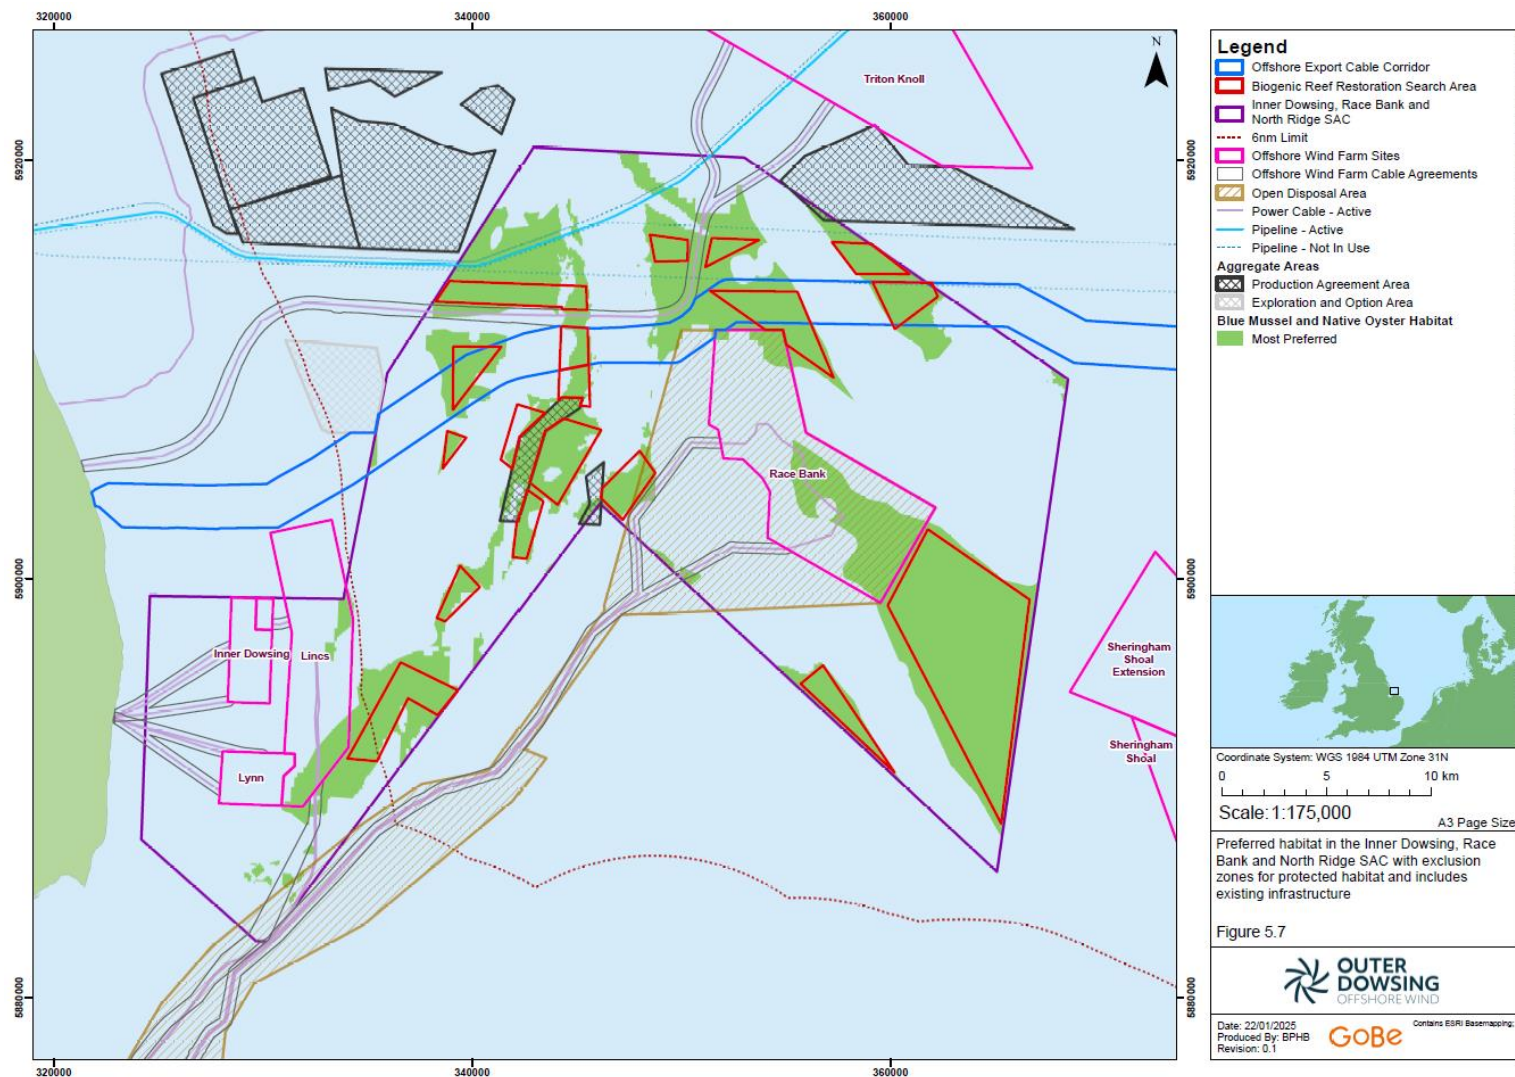 320000
340000
360000
N
Triton Knoll
5920000
5920000
Race Bank
5900000
5900000
Inner Dowsing
Lincs
Lynn
Sheringham
Shoal
Extension
Sheringham
Shoal
5880000
5880000
320000
340000
360000
Legend
Offshore Export Cable Corridor
Biogenic Reef Restoration Search Area
Inner Dowsing, Race Bank and
North Ridge SAC
6nm Limit
Offshore Wind Farm Sites
Offshore Wind Farm Cable Agreements
Open Disposal Area
Power Cable - Active
Pipeline - Active
Pipeline - Not In Use
Aggregate Areas
Production Agreement Area
Exploration and Option Area
Blue Mussel and Native Oyster Habitat
Most Preferred
Coordinate System: WGS 1984 UTM Zone 31N
0 5 10 km
Scale:1:175,000
A3 Page Size
Preferred habitat in the Inner Dowsing, Race
Bank and North Ridge SAC with exclusion
zones for protected habitat and includes
existing infrastructure
Figure 5.7
OUTER
DOWSING
OFFSHORE WIND
Date: 22/01/2025
Produced By: BPHB
Revision: 0.1
GoBe
Contains ESRI Basemapping;